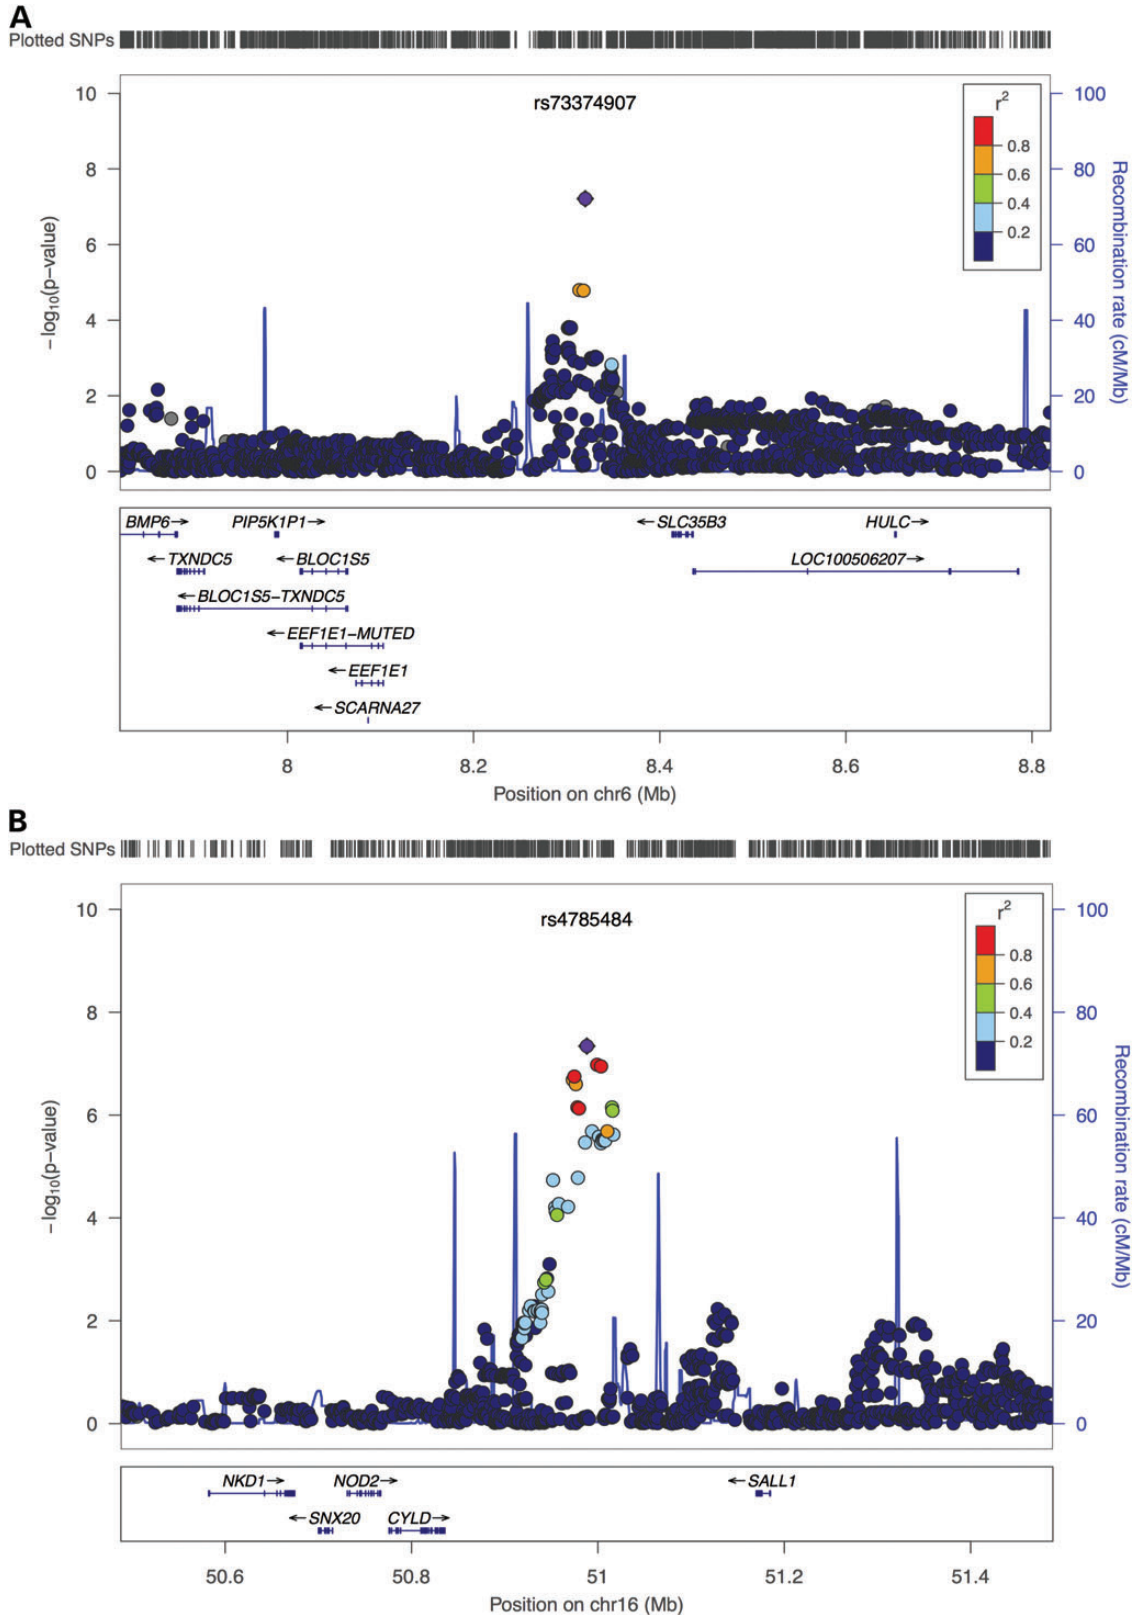 A
Plotted SNPs
rs73374907
10
8
6
4
2
0
−log10(p−value)
r2
0.8
0.6
0.4
0.2
100
80
60
40
20
0
Recombination rate (cM/Mb)
BMP6→ PIP5K1P1→ ←SLC35B3 HULC→
←TXNDC5 ←BLOC1S5 LOC100506207→
←BLOC1S5−TXNDC5
←EEF1E1−MUTED
←EEF1E1
←SCARNA27
8 8.2 8.4 8.6 8.8
Position on chr6 (Mb)
B
Plotted SNPs
rs4785484
10
8
6
4
2
0
−log10(p−value)
r2
0.8
0.6
0.4
0.2
100
80
60
40
20
0
Recombination rate (cM/Mb)
NKD1→ NOD2→ ←SALL1
←SNX20 CYLD→
50.6 50.8 51 51.2 51.4
Position on chr16 (Mb)